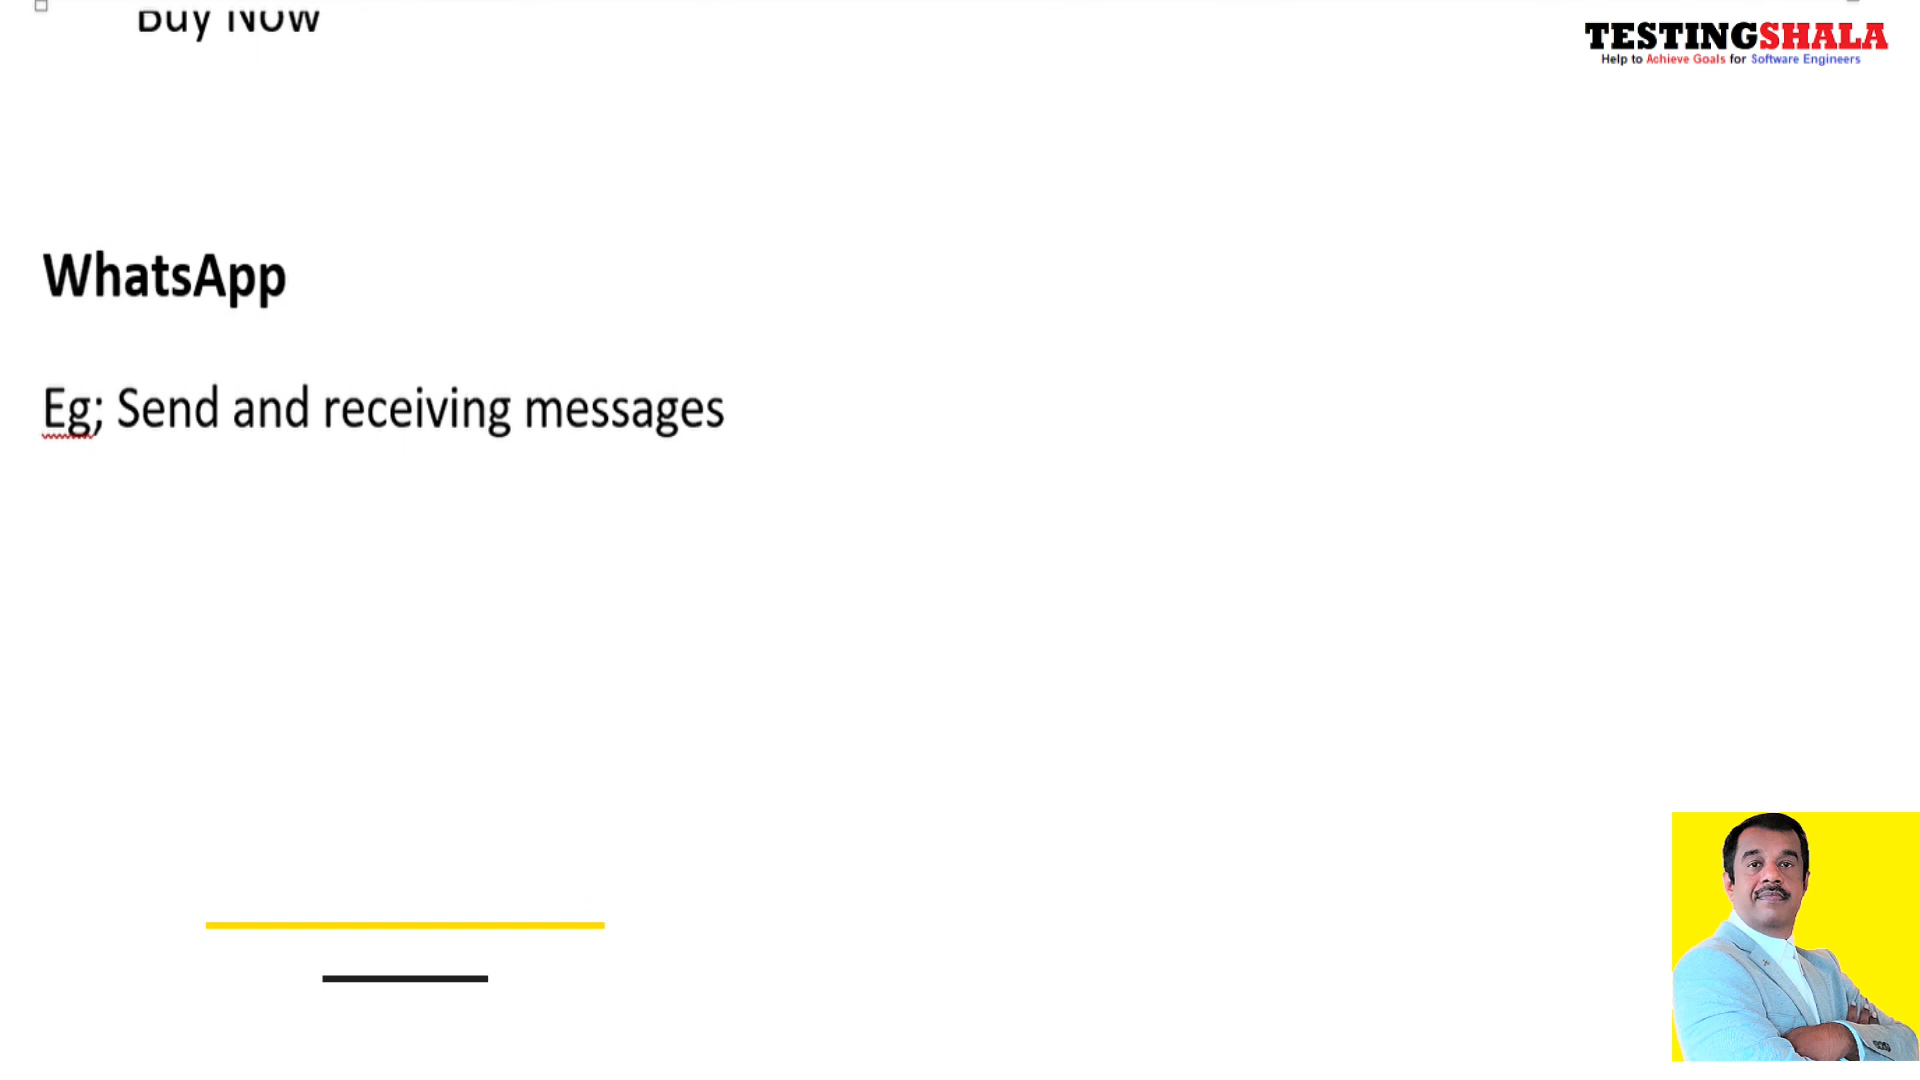 Buy Now
TESTINGSHALA
Help to Achieve Goals for Software Engineers
WhatsApp
Eg; Send and receiving messages